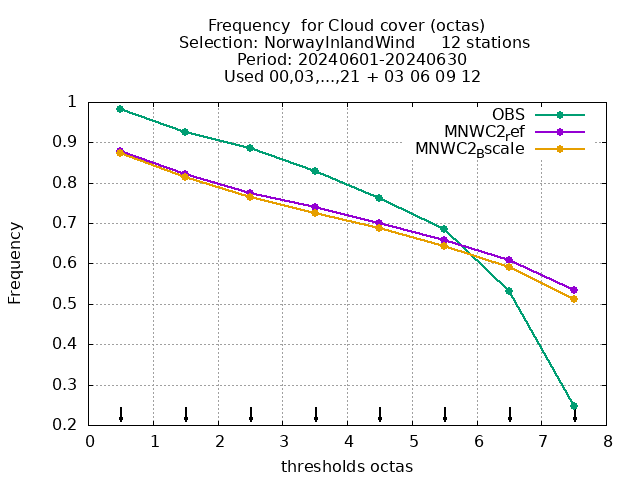 Frequency  for Cloud cover (octas)
Selection: NorwayInlandWind     12 stations
Period: 20240601-20240630
Used 00,03,...,21 + 03 06 09 12
OBS
MNWC2ref
MNWC2Bscale
1
0.9
0.8
0.7
0.6
0.5
0.4
0.3
0.2
Frequency
0 1 2 3 4 5 6 7 8
thresholds octas